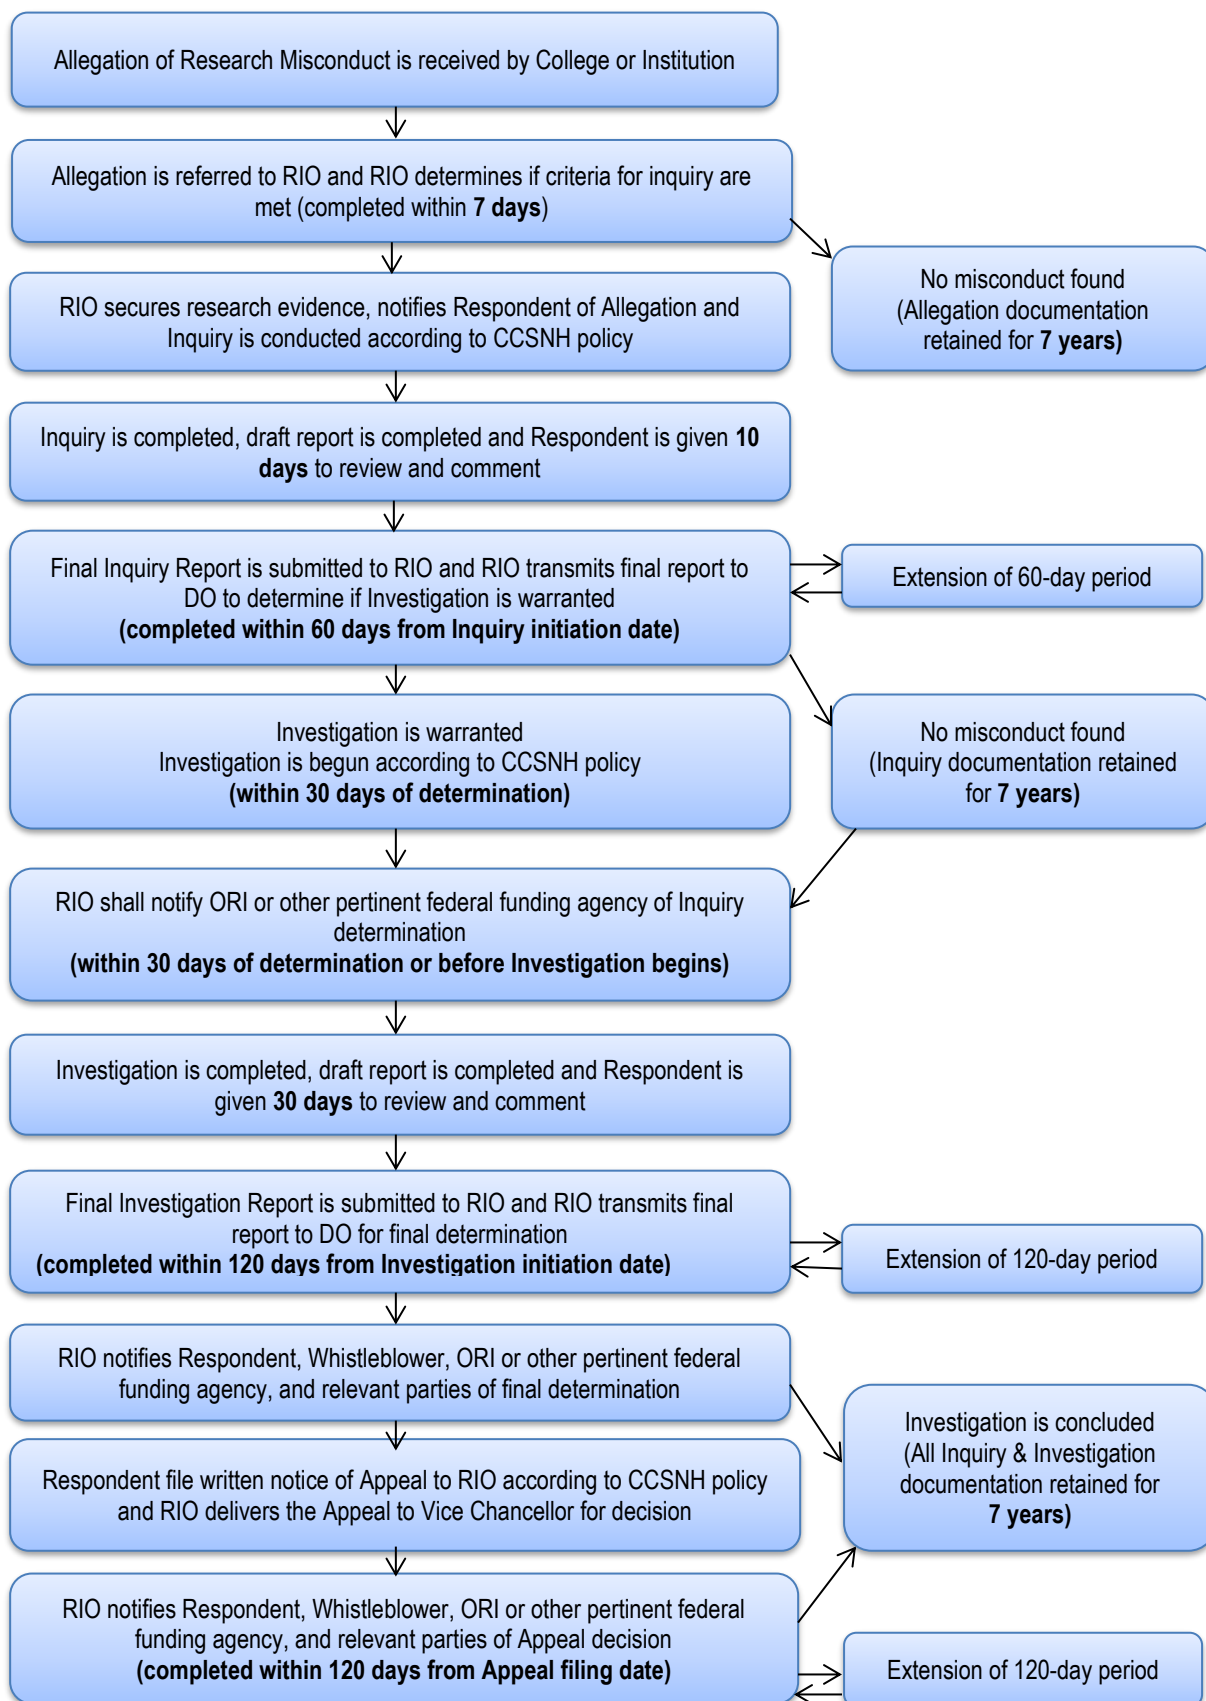 Allegation of Research Misconduct is received by College or Institution
Allegation is referred to RIO and RIO determines if criteria for inquiry are
met (completed within 7 days)
No misconduct found
(Allegation documentation
retained for 7 years)
RIO secures research evidence, notifies Respondent of Allegation and
Inquiry is conducted according to CCSNH policy
Inquiry is completed, draft report is completed and Respondent is given 10
days to review and comment
Final Inquiry Report is submitted to RIO and RIO transmits final report to
DO to determine if Investigation is warranted
(completed within 60 days from Inquiry initiation date)
Extension of 60-day period
Investigation is warranted
Investigation is begun according to CCSNH policy
(within 30 days of determination)
No misconduct found
(Inquiry documentation retained
for 7 years)
RIO shall notify ORI or other pertinent federal funding agency of Inquiry
determination
(within 30 days of determination or before Investigation begins)
Investigation is completed, draft report is completed and Respondent is
given 30 days to review and comment
Final Investigation Report is submitted to RIO and RIO transmits final
report to DO for final determination
(completed within 120 days from Investigation initiation date)
Extension of 120-day period
RIO notifies Respondent, Whistleblower, ORI or other pertinent federal
funding agency, and relevant parties of final determination
Investigation is concluded
(All Inquiry & Investigation
documentation retained for
7 years)
Respondent file written notice of Appeal to RIO according to CCSNH policy
and RIO delivers the Appeal to Vice Chancellor for decision
RIO notifies Respondent, Whistleblower, ORI or other pertinent federal
funding agency, and relevant parties of Appeal decision
(completed within 120 days from Appeal filing date)
Extension of 120-day period